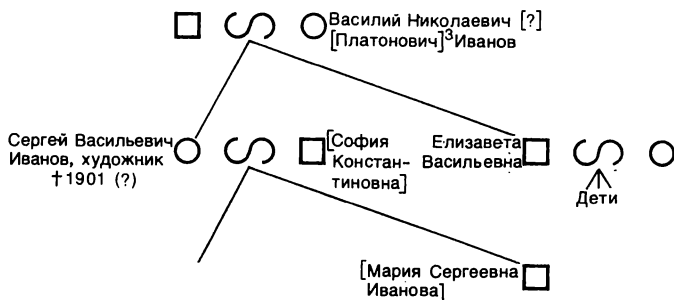 Василий Николаевич [?]
[Платонович]³Иванов
Сергей Васильевич
Иванов, художник
†1901 (?)
[София
Констан-
тиновна]
Елизавета
Васильевна
Дети
[Мария Сергеевна
Иванова]